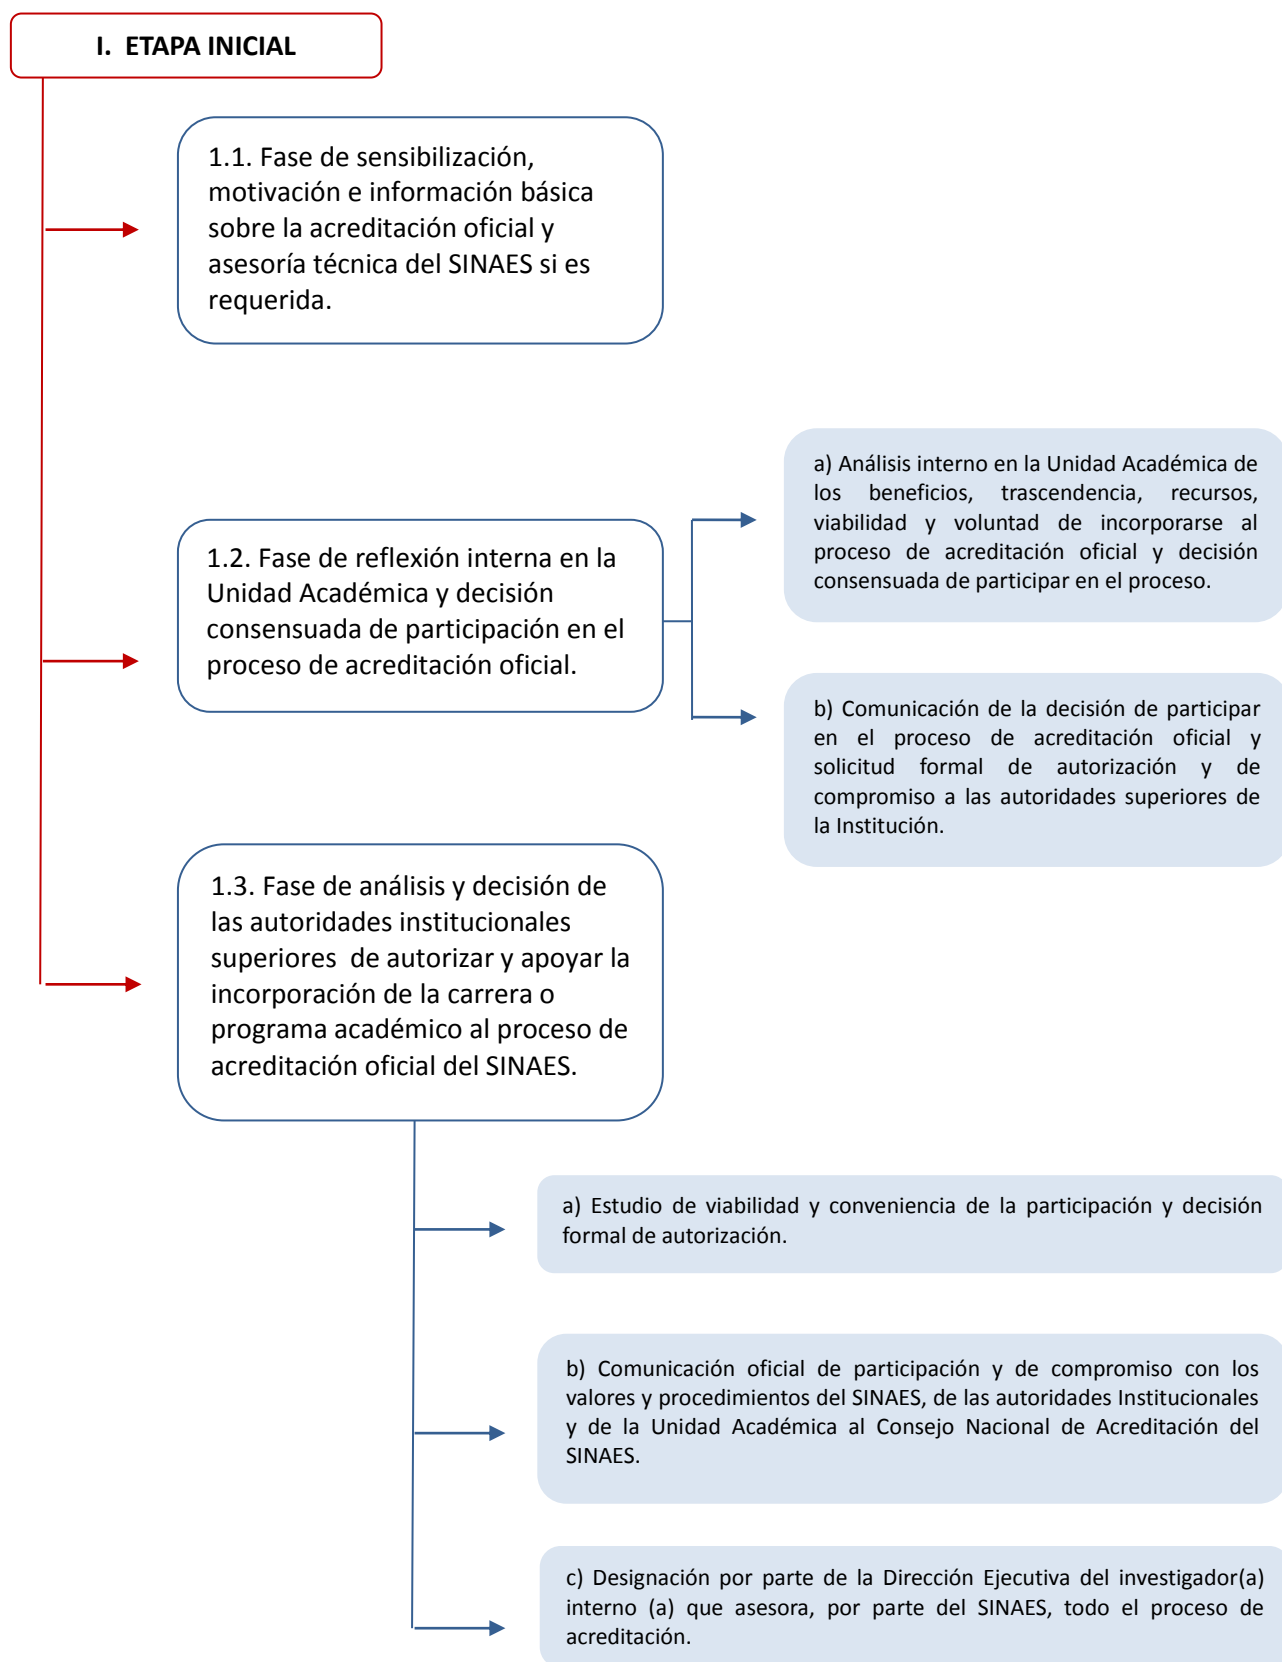 I. ETAPA INICIAL
1.1. Fase de sensibilización,
motivación e información básica
sobre la acreditación oficial y
asesoría técnica del SINAES si es
requerida.
1.2. Fase de reflexión interna en la
Unidad Académica y decisión
consensuada de participación en el
proceso de acreditación oficial.
a) Análisis interno en la Unidad Académica de
los beneficios, trascendencia, recursos,
viabilidad y voluntad de incorporarse al
proceso de acreditación oficial y decisión
consensuada de participar en el proceso.
b) Comunicación de la decisión de participar
en el proceso de acreditación oficial y
solicitud formal de autorización y de
compromiso a las autoridades superiores de
la Institución.
1.3. Fase de análisis y decisión de
las autoridades institucionales
superiores de autorizar y apoyar la
incorporación de la carrera o
programa académico al proceso de
acreditación oficial del SINAES.
a) Estudio de viabilidad y conveniencia de la participación y decisión
formal de autorización.
b) Comunicación oficial de participación y de compromiso con los
valores y procedimientos del SINAES, de las autoridades Institucionales
y de la Unidad Académica al Consejo Nacional de Acreditación del
SINAES.
c) Designación por parte de la Dirección Ejecutiva del investigador(a)
interno (a) que asesora, por parte del SINAES, todo el proceso de
acreditación.